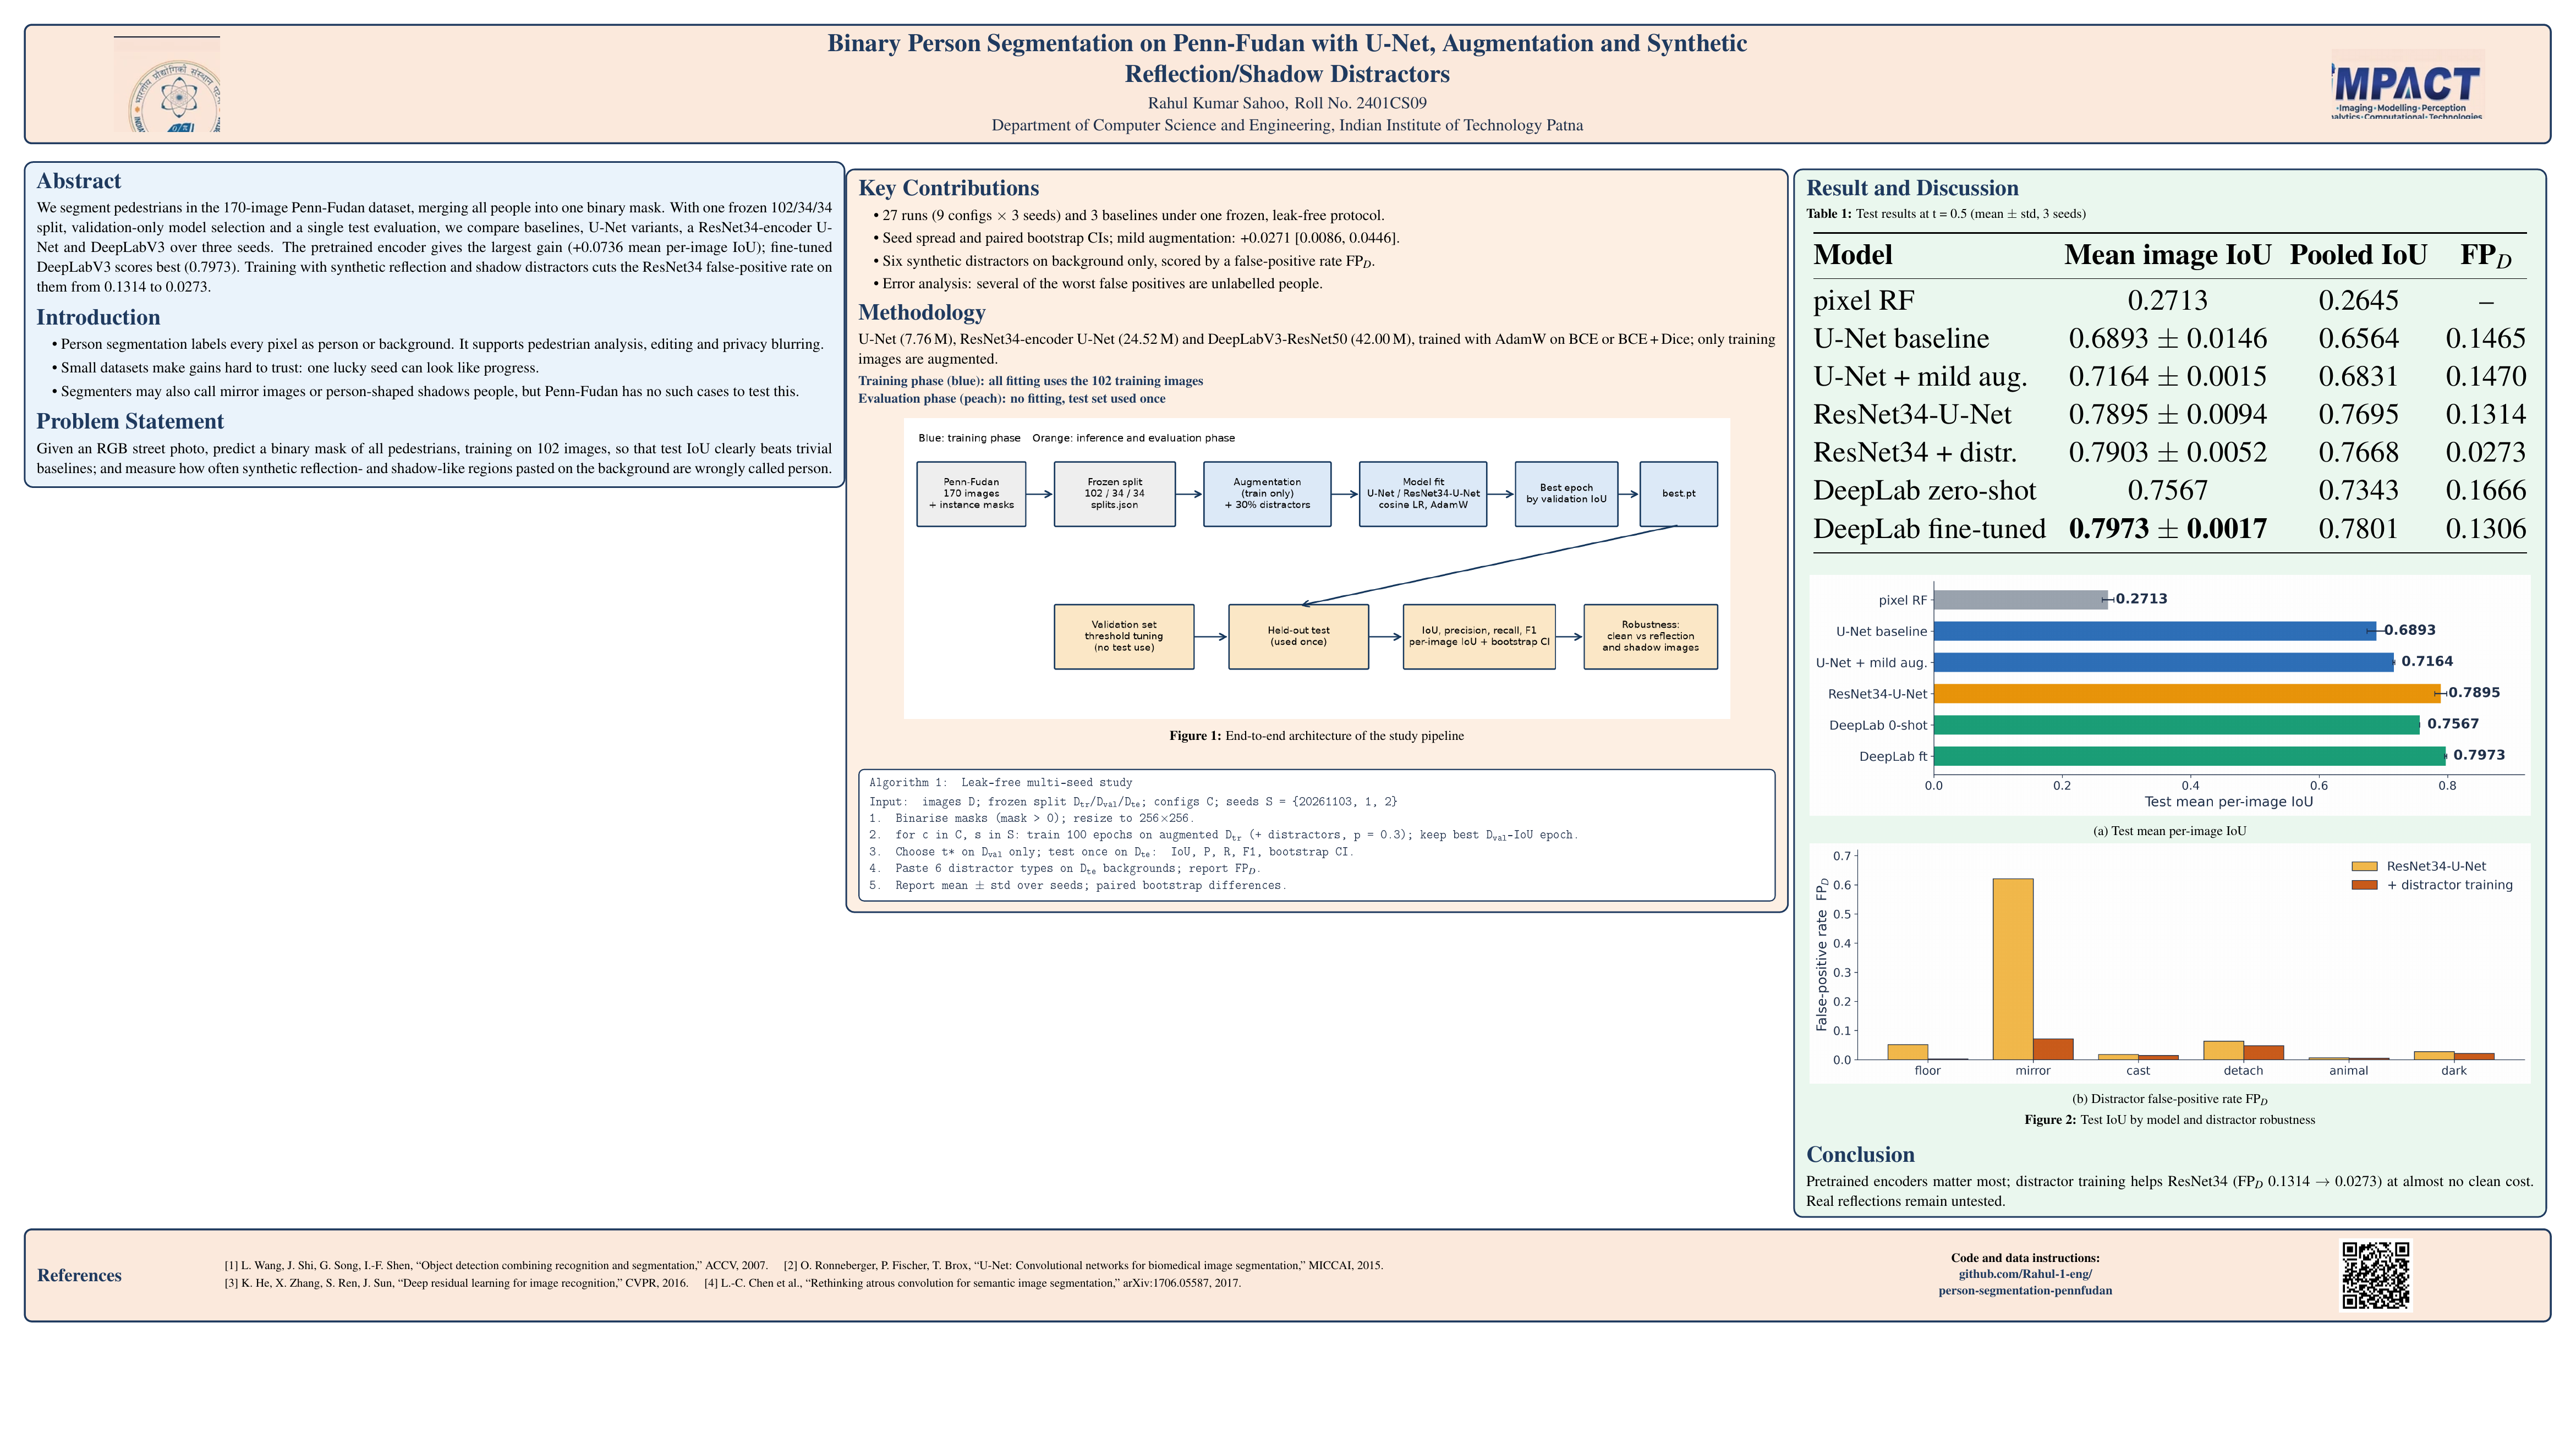 Binary Person Segmentation on Penn-Fudan with U-Net, Augmentation and Synthetic
Reflection/Shadow Distractors
Rahul Kumar Sahoo, Roll No. 2401CS09
Department of Computer Science and Engineering, Indian Institute of Technology Patna
भारतीय प्रौद्योगिकी संस्थान
MPACT
·Imaging·Modelling·Perception
alytics·Computational·Technologies
Abstract
We segment pedestrians in the 170-image Penn-Fudan dataset, merging all people into one binary mask. With one frozen 102/34/34
split, validation-only model selection and a single test evaluation, we compare baselines, U-Net variants, a ResNet34-encoder U-
Net and DeepLabV3 over three seeds. The pretrained encoder gives the largest gain (+0.0736 mean per-image IoU); fine-tuned
DeepLabV3 scores best (0.7973). Training with synthetic reflection and shadow distractors cuts the ResNet34 false-positive rate on
them from 0.1314 to 0.0273.
Introduction
• Person segmentation labels every pixel as person or background. It supports pedestrian analysis, editing and privacy blurring.
• Small datasets make gains hard to trust: one lucky seed can look like progress.
• Segmenters may also call mirror images or person-shaped shadows people, but Penn-Fudan has no such cases to test this.
Problem Statement
Given an RGB street photo, predict a binary mask of all pedestrians, training on 102 images, so that test IoU clearly beats trivial
baselines; and measure how often synthetic reflection- and shadow-like regions pasted on the background are wrongly called person.
Key Contributions
• 27 runs (9 configs × 3 seeds) and 3 baselines under one frozen, leak-free protocol.
• Seed spread and paired bootstrap CIs; mild augmentation: +0.0271 [0.0086, 0.0446].
• Six synthetic distractors on background only, scored by a false-positive rate FP_D.
• Error analysis: several of the worst false positives are unlabelled people.
Methodology
U-Net (7.76 M), ResNet34-encoder U-Net (24.52 M) and DeepLabV3-ResNet50 (42.00 M), trained with AdamW on BCE or BCE + Dice; only training
images are augmented.
Training phase (blue): all fitting uses the 102 training images
Evaluation phase (peach): no fitting, test set used once
Blue: training phase Orange: inference and evaluation phase
Penn-Fudan
170 images
+ instance masks
Frozen split
102 / 34 / 34
splits.json
Augmentation
(train only)
+ 30% distractors
Model fit
U-Net / ResNet34-U-Net
cosine LR, AdamW
Best epoch
by validation IoU
best.pt
Validation set
threshold tuning
(no test use)
Held-out test
(used once)
IoU, precision, recall, F1
per-image IoU + bootstrap CI
Robustness:
clean vs reflection
and shadow images
Figure 1: End-to-end architecture of the study pipeline
Algorithm 1: Leak-free multi-seed study
Input: images D; frozen split D_tr/D_val/D_te; configs C; seeds S = {20261103, 1, 2}
1. Binarise masks (mask > 0); resize to 256×256.
2. for c in C, s in S: train 100 epochs on augmented D_tr (+ distractors, p = 0.3); keep best D_val-IoU epoch.
3. Choose t* on D_val only; test once on D_te: IoU, P, R, F1, bootstrap CI.
4. Paste 6 distractor types on D_te backgrounds; report FP_D.
5. Report mean ± std over seeds; paired bootstrap differences.
Result and Discussion
Table 1: Test results at t = 0.5 (mean ± std, 3 seeds)
Model Mean image IoU Pooled IoU FP_D
pixel RF 0.2713 0.2645 –
U-Net baseline 0.6893 ± 0.0146 0.6564 0.1465
U-Net + mild aug. 0.7164 ± 0.0015 0.6831 0.1470
ResNet34-U-Net 0.7895 ± 0.0094 0.7695 0.1314
ResNet34 + distr. 0.7903 ± 0.0052 0.7668 0.0273
DeepLab zero-shot 0.7567 0.7343 0.1666
DeepLab fine-tuned 0.7973 ± 0.0017 0.7801 0.1306
pixel RF 0.2713
U-Net baseline 0.6893
U-Net + mild aug. 0.7164
ResNet34-U-Net 0.7895
DeepLab 0-shot 0.7567
DeepLab ft 0.7973
0.0 0.2 0.4 0.6 0.8
Test mean per-image IoU
(a) Test mean per-image IoU
False-positive rate FP_D
0.7
0.6
0.5
0.4
0.3
0.2
0.1
0.0
ResNet34-U-Net
+ distractor training
floor mirror cast detach animal dark
(b) Distractor false-positive rate FP_D
Figure 2: Test IoU by model and distractor robustness
Conclusion
Pretrained encoders matter most; distractor training helps ResNet34 (FP_D 0.1314 → 0.0273) at almost no clean cost.
Real reflections remain untested.
References
[1] L. Wang, J. Shi, G. Song, I.-F. Shen, “Object detection combining recognition and segmentation,” ACCV, 2007. [2] O. Ronneberger, P. Fischer, T. Brox, “U-Net: Convolutional networks for biomedical image segmentation,” MICCAI, 2015.
[3] K. He, X. Zhang, S. Ren, J. Sun, “Deep residual learning for image recognition,” CVPR, 2016. [4] L.-C. Chen et al., “Rethinking atrous convolution for semantic image segmentation,” arXiv:1706.05587, 2017.
Code and data instructions:
github.com/Rahul-1-eng/
person-segmentation-pennfudan